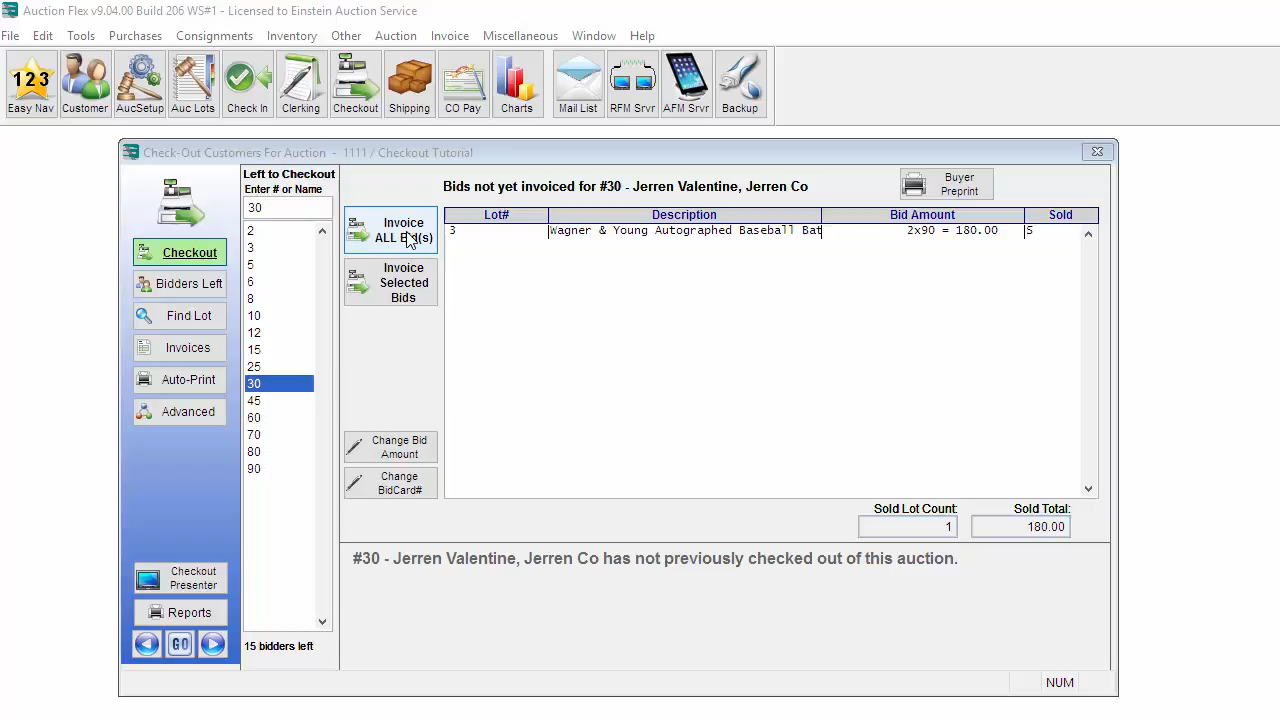 Auction Flex v9.04.00 Build 206 WS#1 - Licensed to Einstein Auction Service
File Edit Tools Purchases Consignments Inventory Other Auction Invoice Miscellaneous Window Help
123
Easy Nav Customer AucSetup Auc Lots Check In Clerking Checkout Shipping CO Pay Charts Mail List RFM Srvr AFM Srvr Backup
Check-Out Customers For Auction - 1111 / Checkout Tutorial
Checkout
Bidders Left
Find Lot
Invoices
Auto-Print
Advanced
Checkout
Presenter
Reports
GO
Left to Checkout
Enter # or Name
30
2
3
5
6
8
10
12
15
25
30
45
60
70
80
90
15 bidders left
Bids not yet invoiced for #30 - Jerren Valentine, Jerren Co
Buyer
Preprint
Invoice
ALL Bid(s)
Invoice
Selected
Bids
Change Bid
Amount
Change
BidCard#
Lot# Description Bid Amount Sold
3 Wagner & Young Autographed Baseball Bat 2x90 = 180.00 S
Sold Lot Count: Sold Total:
1 180.00
#30 - Jerren Valentine, Jerren Co has not previously checked out of this auction.
NUM